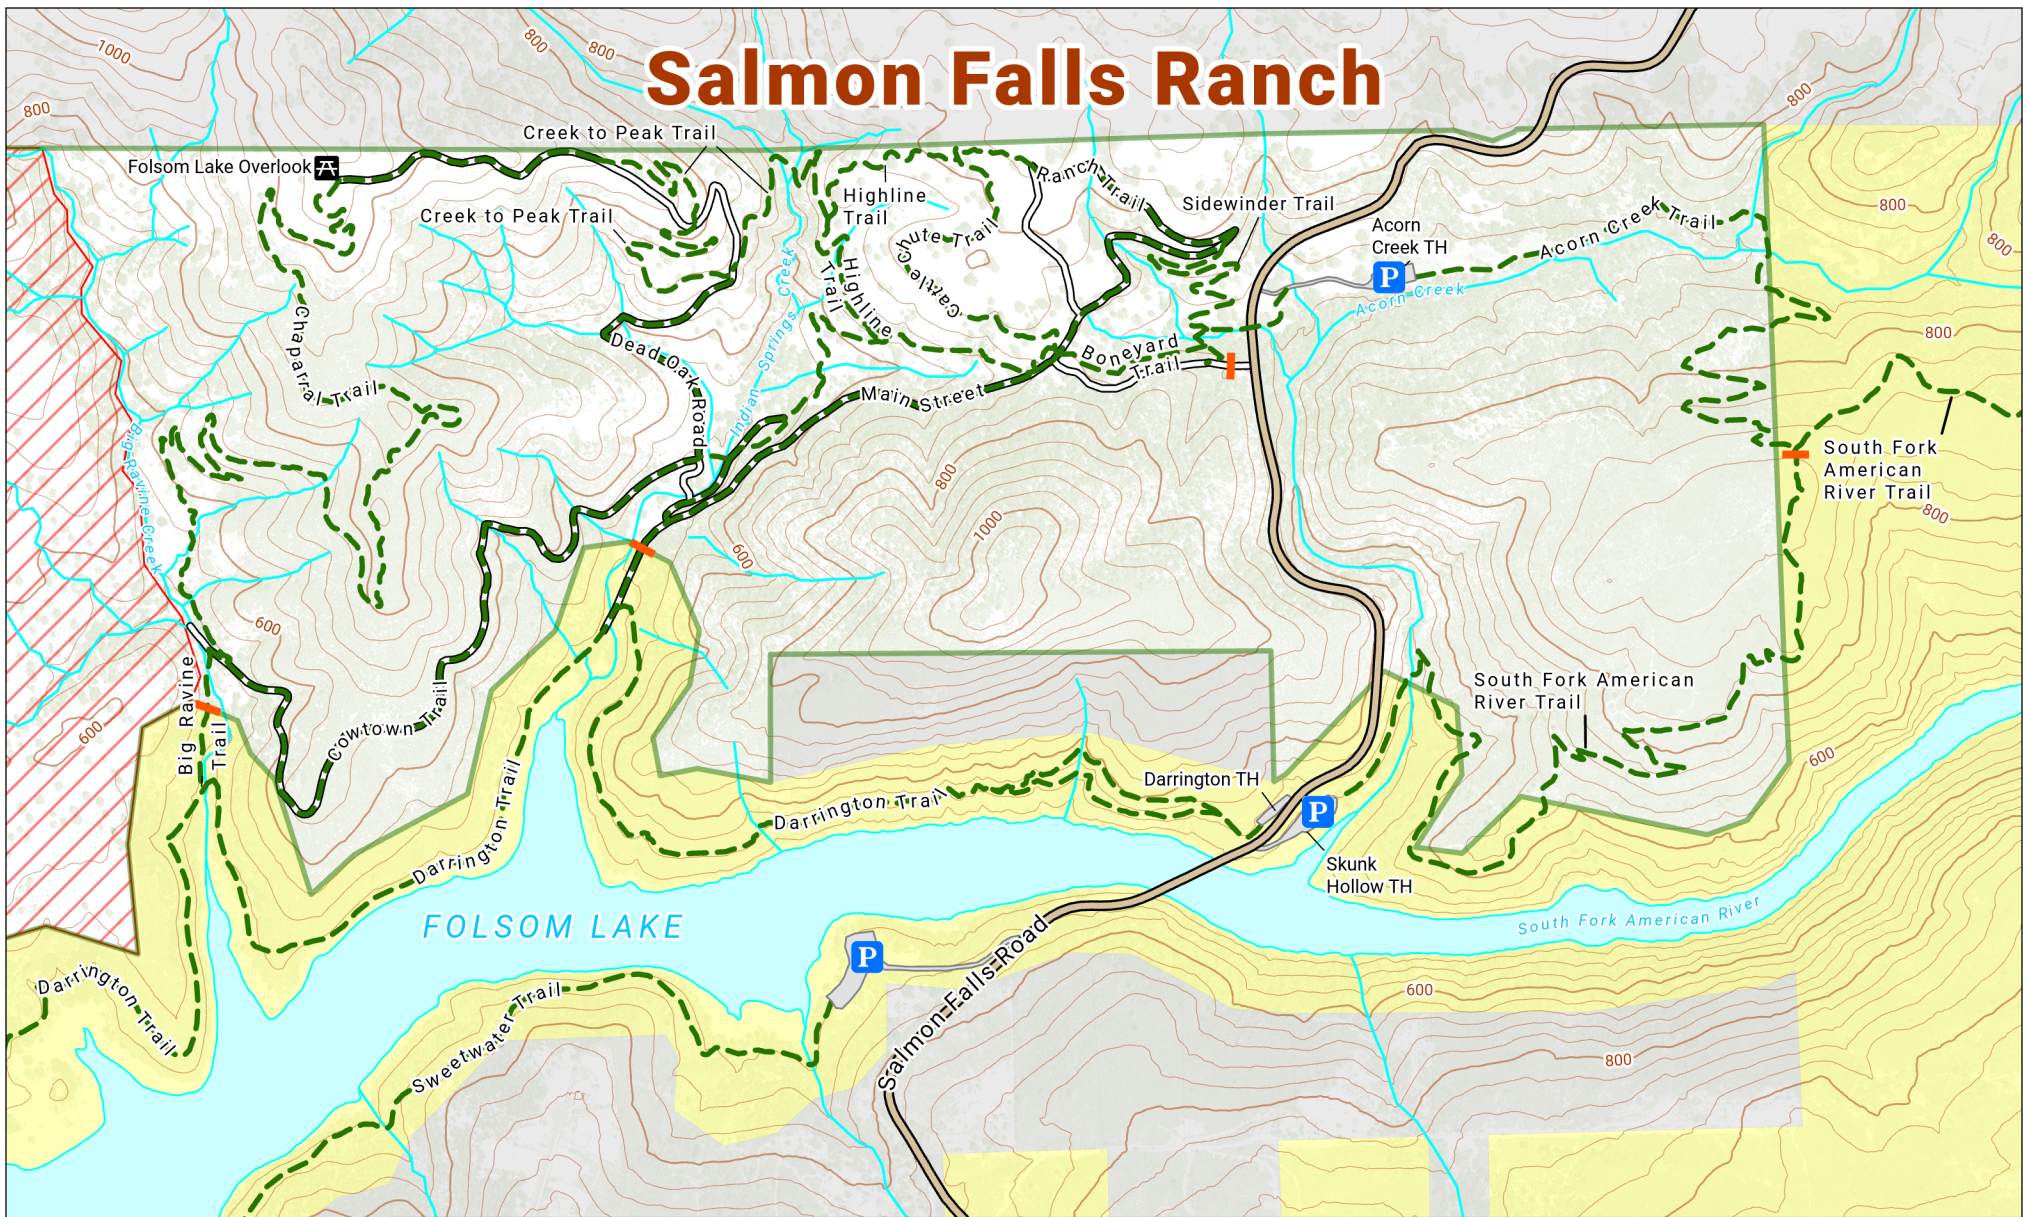 Salmon Falls Ranch
1000
800
800
800
800
Creek to Peak Trail
Folsom Lake Overlook
Creek to Peak Trail
Highline
Trail
Ranch Trail
Sidewinder Trail
Acorn
Creek TH
Acorn Creek Trail
800
800
Cattle Chute Trail
Highline
Trail
Indian Springs Creek
Acorn Creek
P
Chaparral Trail
Dead Oak Road
Boneyard
Trail
Main Street
800
Big Ravine Creek
South Fork
American
River Trail
800
800
1000
600
600
600
Big Ravine
Trail
Cowtown Trail
South Fork American
River Trail
600
Darrington Trail
Darrington Trail
Darrington TH
P
Skunk
Hollow TH
FOLSOM LAKE
South Fork American River
P
Salmon Falls Road
Darrington Trail
Sweetwater Trail
600
800